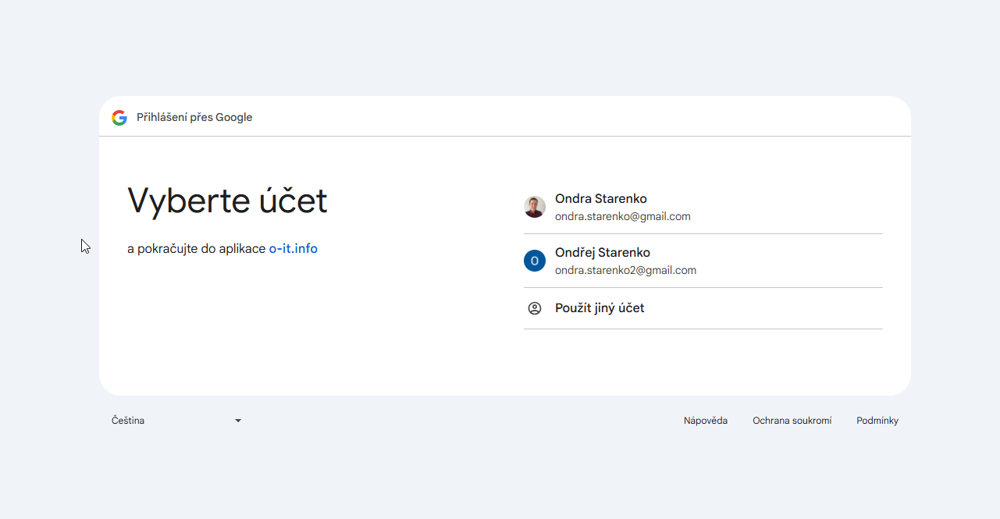 Přihlášení přes Google
Vyberte účet
a pokračujte do aplikace o-it.info
Ondra Starenko
ondra.starenko@gmail.com
O
Ondřej Starenko
ondra.starenko2@gmail.com
Použít jiný účet
Čeština
Nápověda
Ochrana soukromí
Podmínky